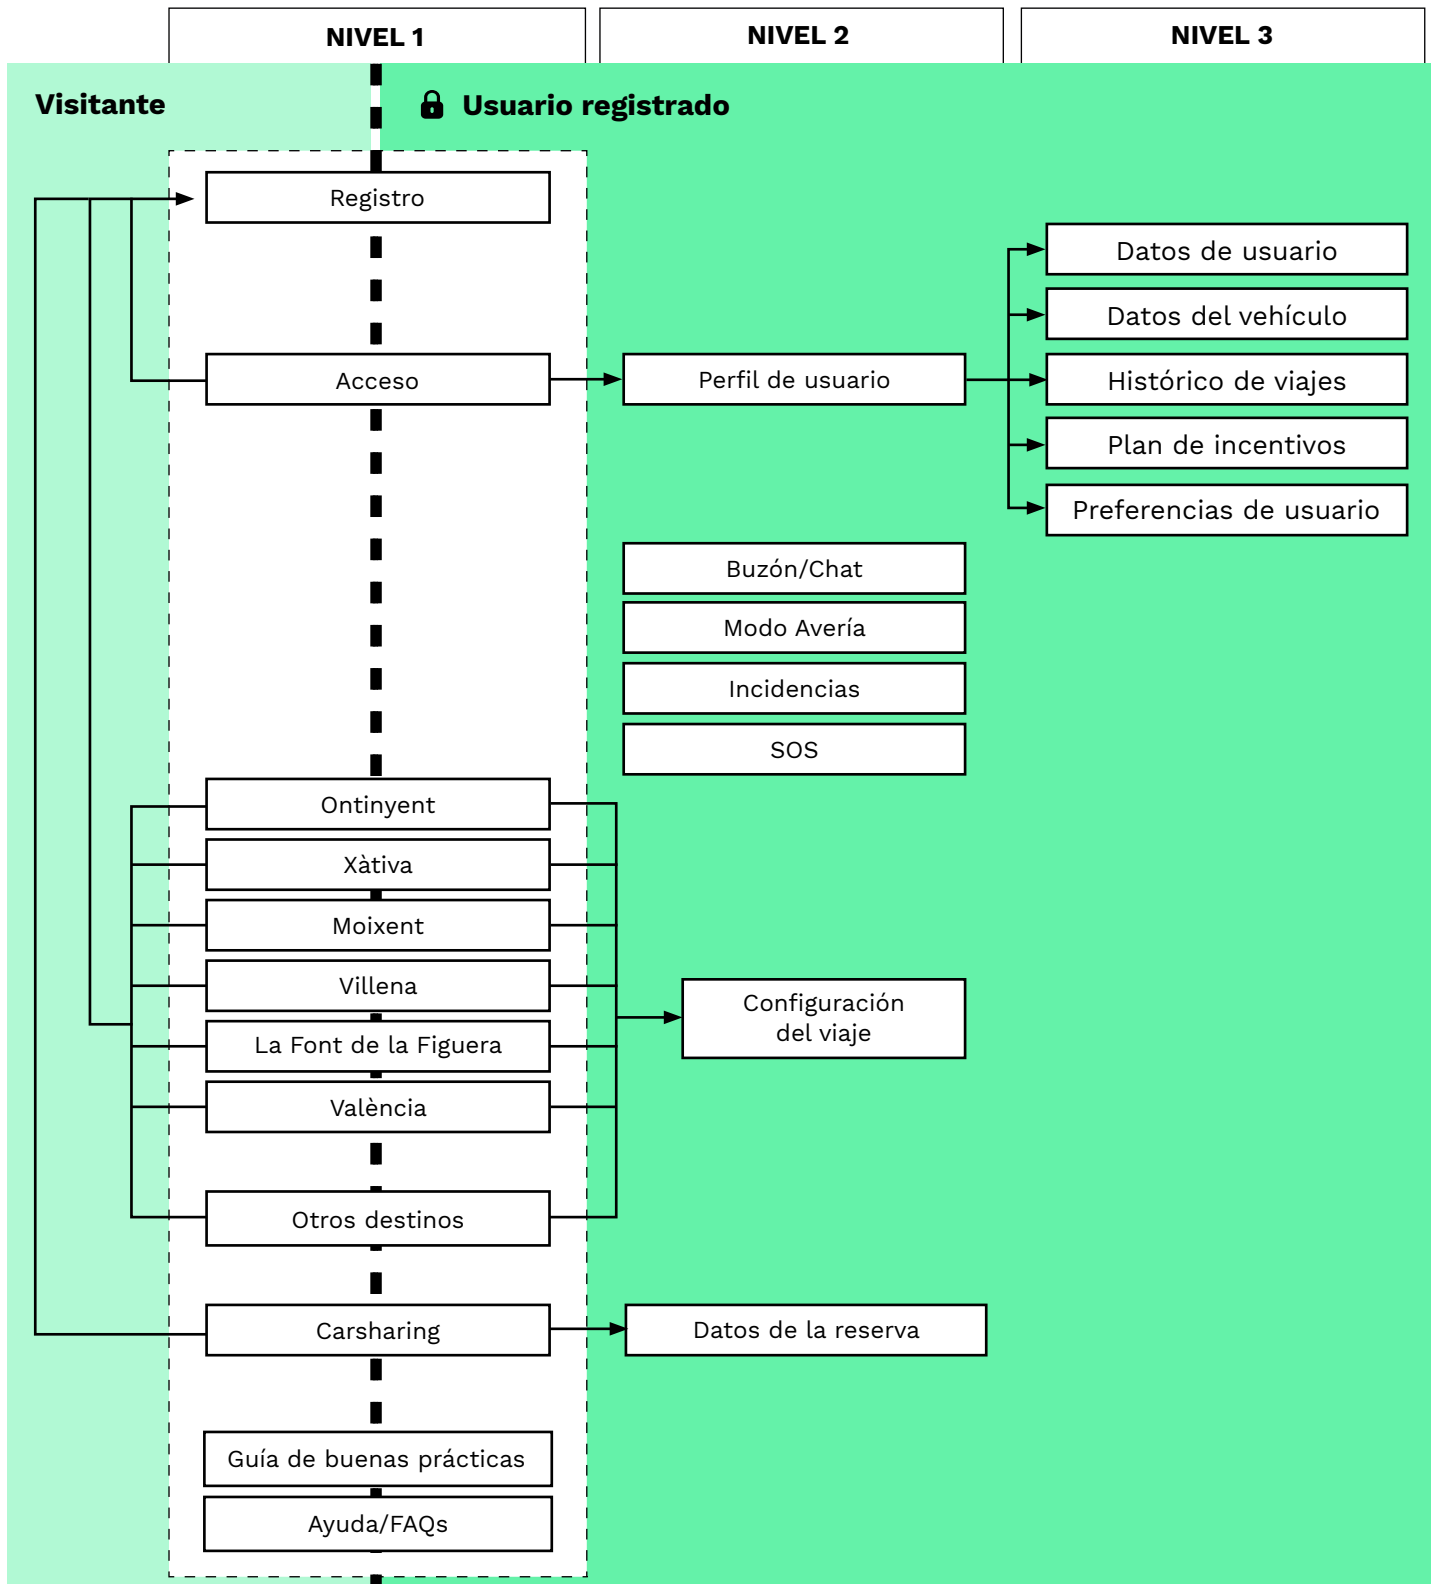 NIVEL 1
NIVEL 2
NIVEL 3
Visitante
Usuario registrado
Registro
Acceso
Perfil de usuario
Datos de usuario
Datos del vehículo
Histórico de viajes
Plan de incentivos
Preferencias de usuario
Buzón/Chat
Modo Avería
Incidencias
SOS
Ontinyent
Xàtiva
Moixent
Villena
La Font de la Figuera
València
Otros destinos
Configuración
del viaje
Carsharing
Datos de la reserva
Guía de buenas prácticas
Ayuda/FAQs